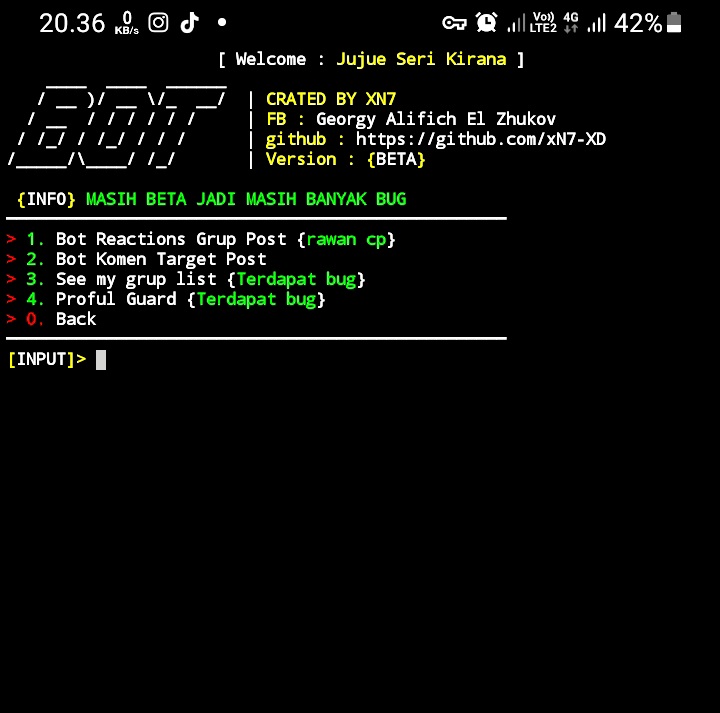 20.36 0 KB/s Vo)) LTE2 4G 42%
[ Welcome : Jujue Seri Kirana ]
BOT
| CRATED BY XN7
| FB : Georgy Alifich El Zhukov
| github : https://github.com/xN7-XD
| Version : {BETA}
{INFO} MASIH BETA JADI MASIH BANYAK BUG
> 1. Bot Reactions Grup Post {rawan cp}
> 2. Bot Komen Target Post
> 3. See my grup list {Terdapat bug}
> 4. Proful Guard {Terdapat bug}
> 0. Back
[INPUT]>